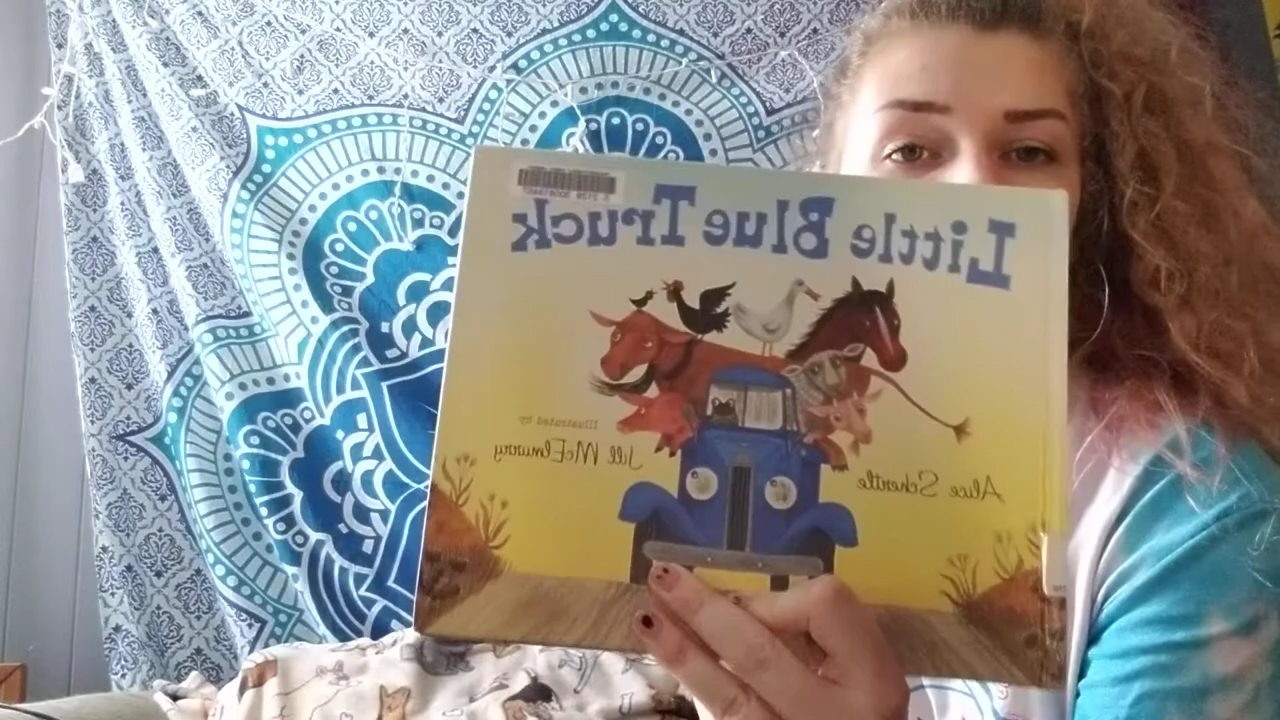 Little Blue Truck
Illustrated by
Jill McElmurry
Alice Schertle